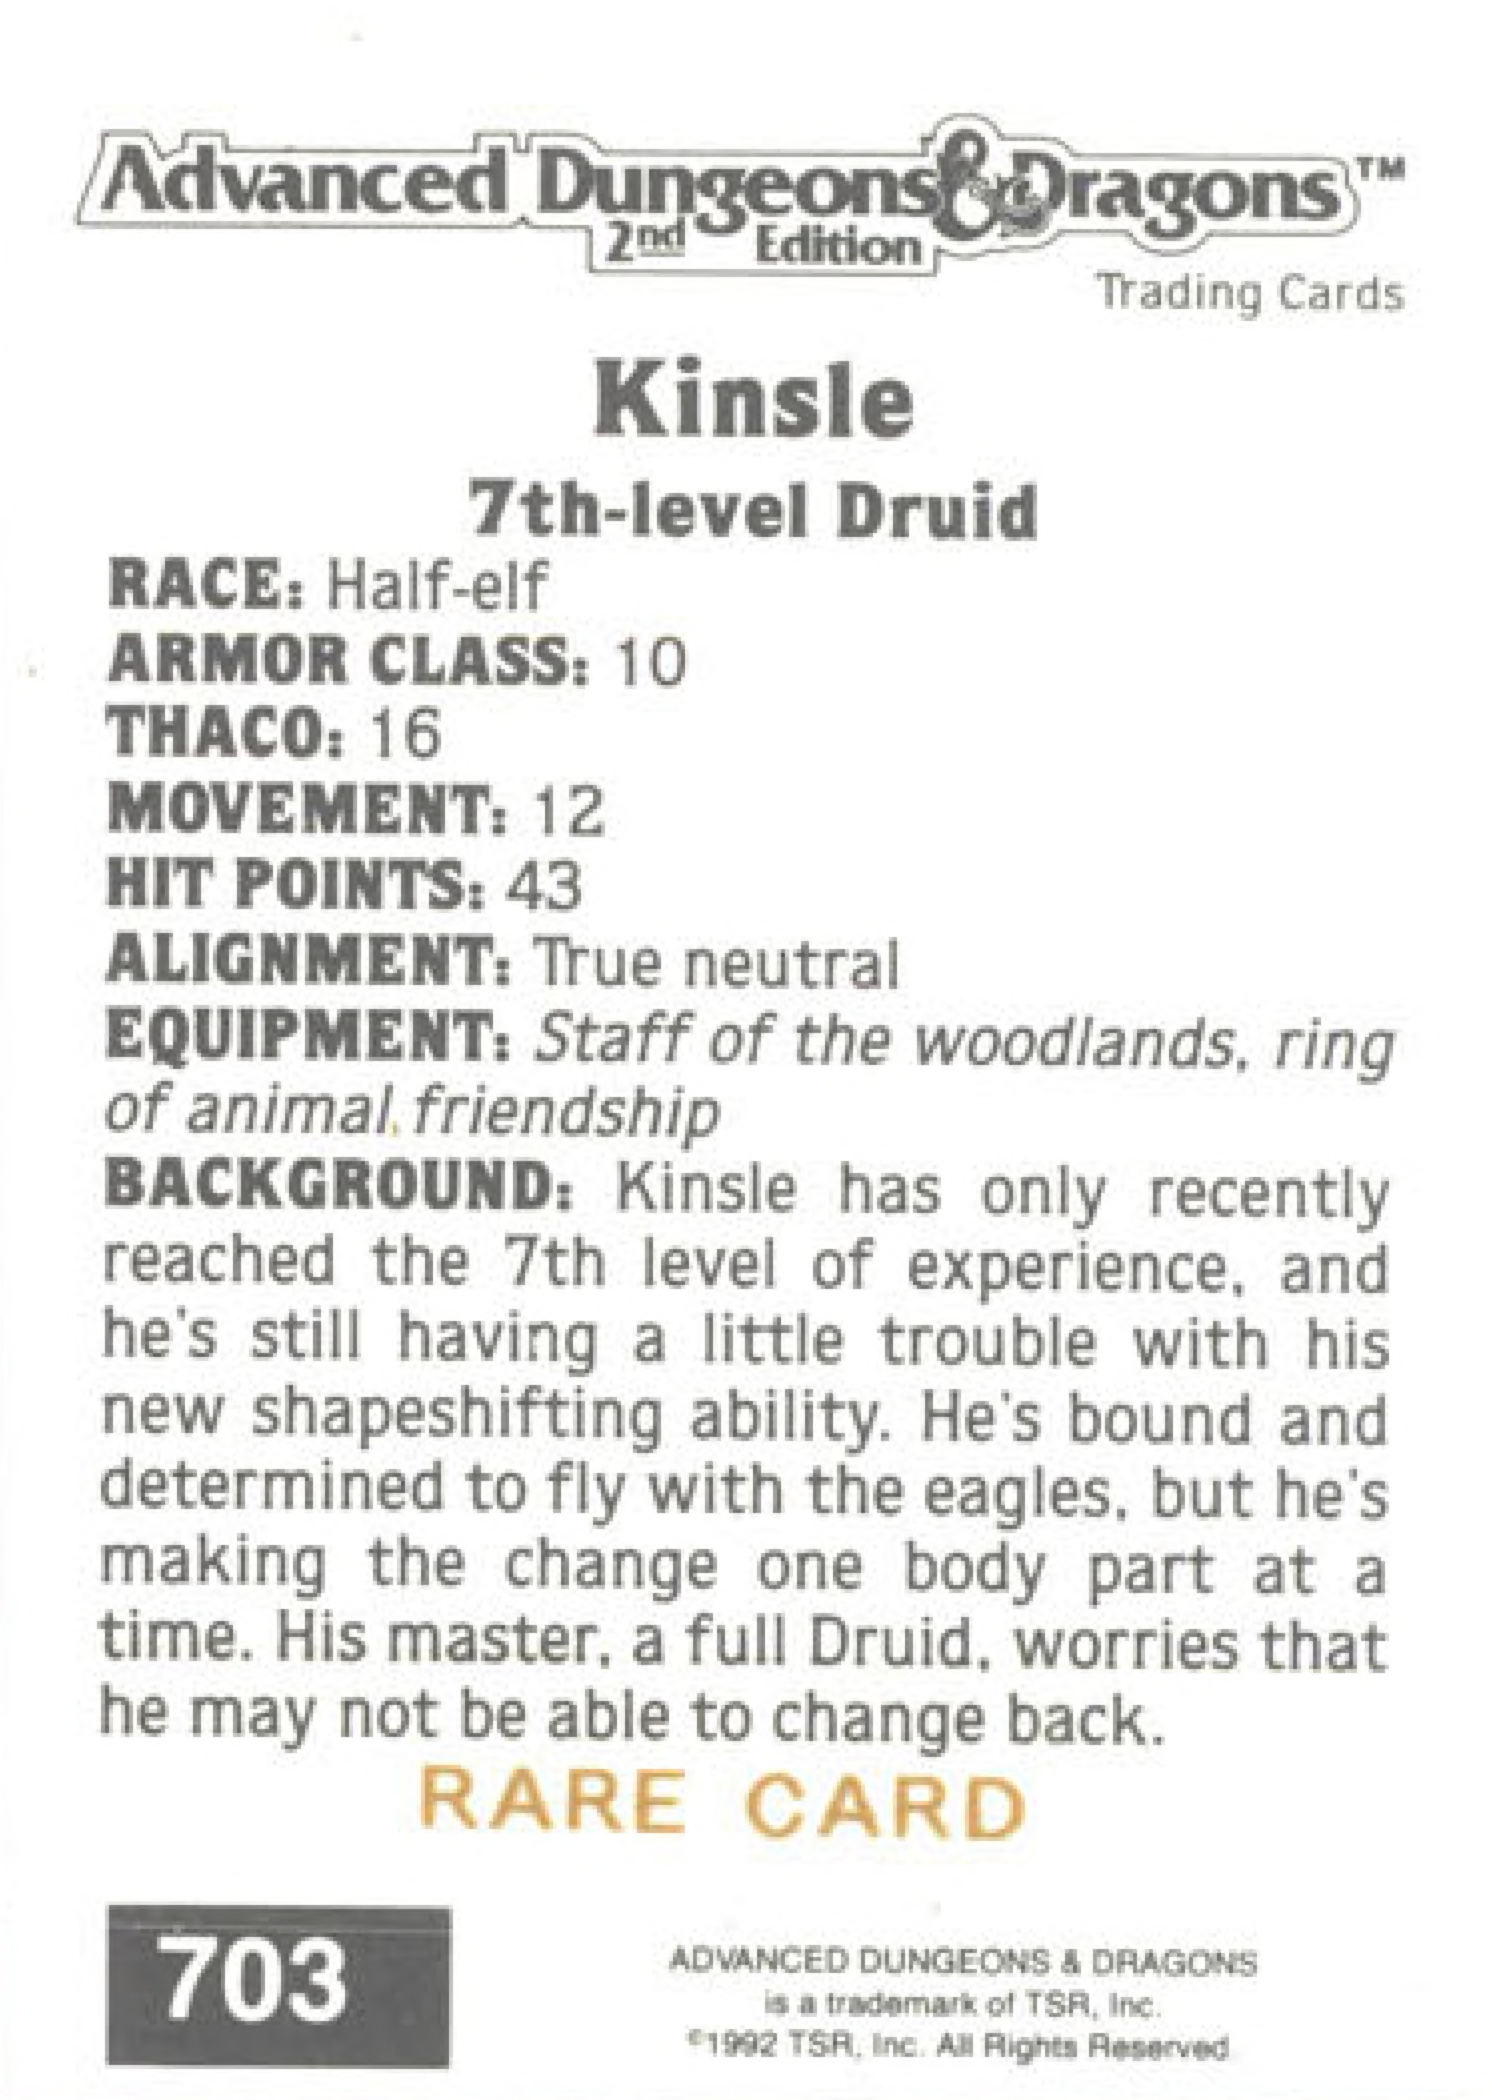 Advanced Dungeons & Dragons™
2nd Edition
Trading Cards
Kinsle
7th-level Druid
RACE: Half-elf
ARMOR CLASS: 10
THACO: 16
MOVEMENT: 12
HIT POINTS: 43
ALIGNMENT: True neutral
EQUIPMENT: Staff of the woodlands, ring
of animal friendship
BACKGROUND: Kinsle has only recently
reached the 7th level of experience, and
he's still having a little trouble with his
new shapeshifting ability. He's bound and
determined to fly with the eagles, but he's
making the change one body part at a
time. His master, a full Druid, worries that
he may not be able to change back.
RARE CARD
703
ADVANCED DUNGEONS & DRAGONS
is a trademark of TSR, Inc.
©1992 TSR, Inc. All Rights Reserved.